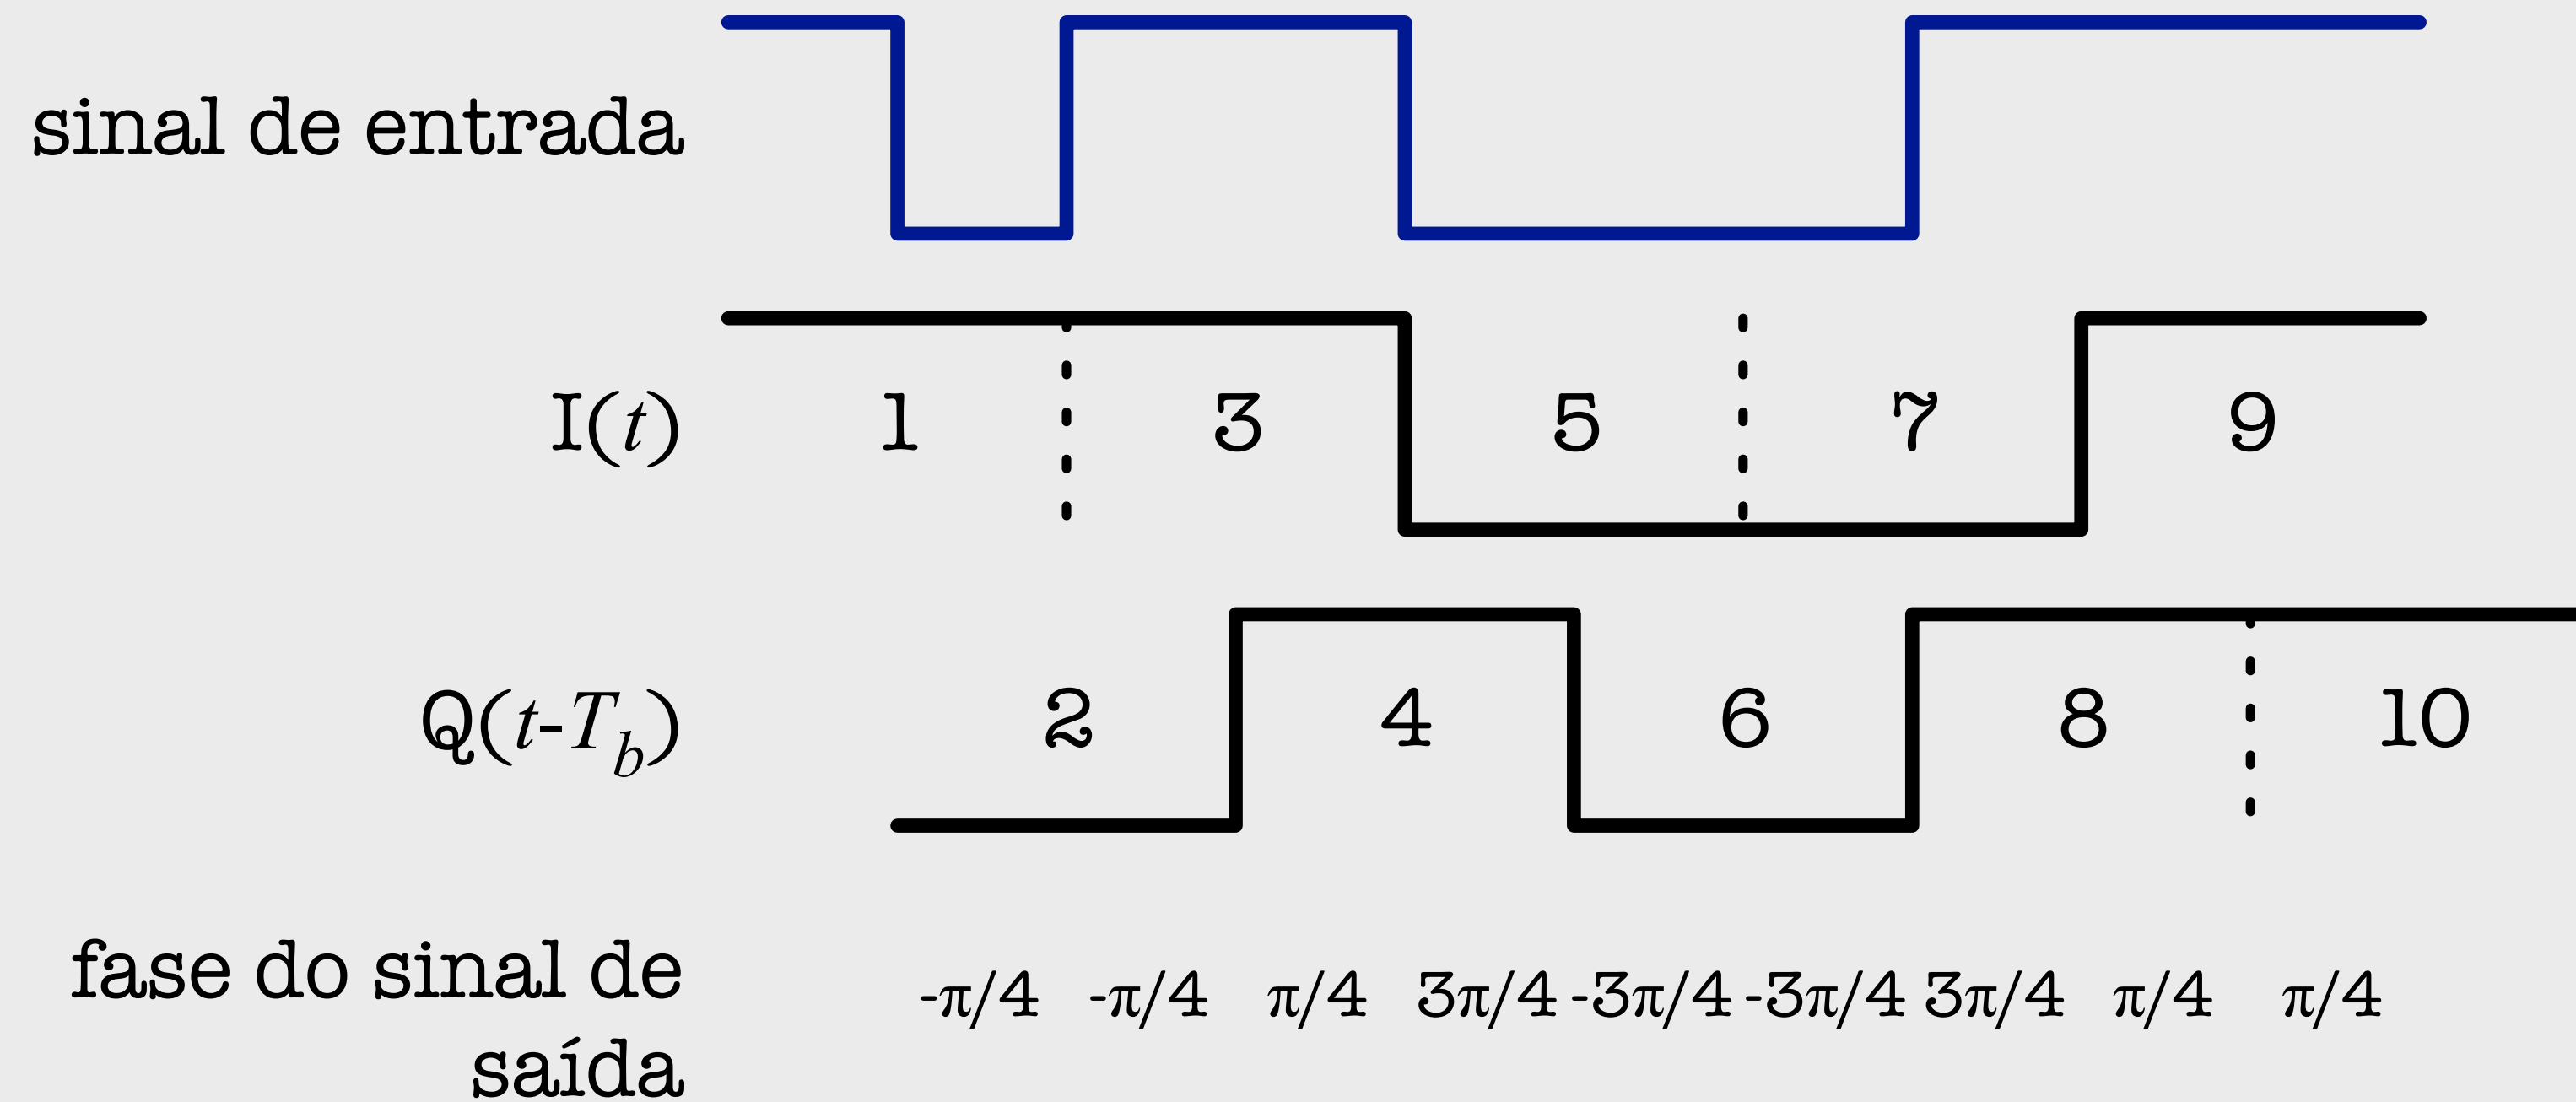 sinal de entrada
I(t) 1 3 5 7 9
Q(t-T_b) 2 4 6 8 10
fase do sinal de
saída
-π/4 -π/4 π/4 3π/4 -3π/4 -3π/4 3π/4 π/4 π/4